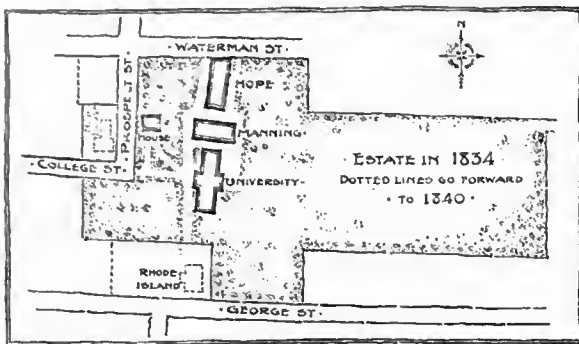 N
· WATERMAN ST ·
HOPE
PROSPECT ST.
HOUSE
MANNING
· COLLEGE ST.
UNIVERSITY ·
· ESTATE IN 1834
DOTTED LINES GO FORWARD
· TO 1840 ·
RHODE
ISLAND
· GEORGE ST ·